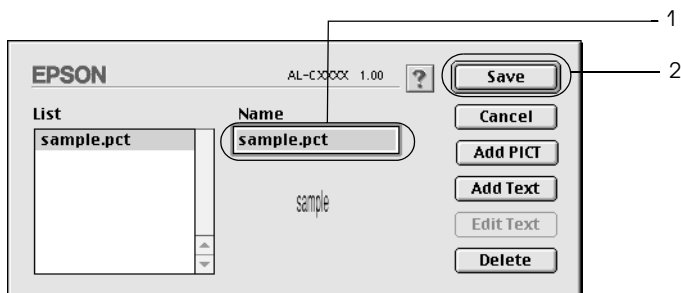 1
EPSON
AL-CXXXX 1.00
?
Save
2
List
Name
Cancel
sample.pct
sample.pct
Add PICT
sample
Add Text
Edit Text
Delete